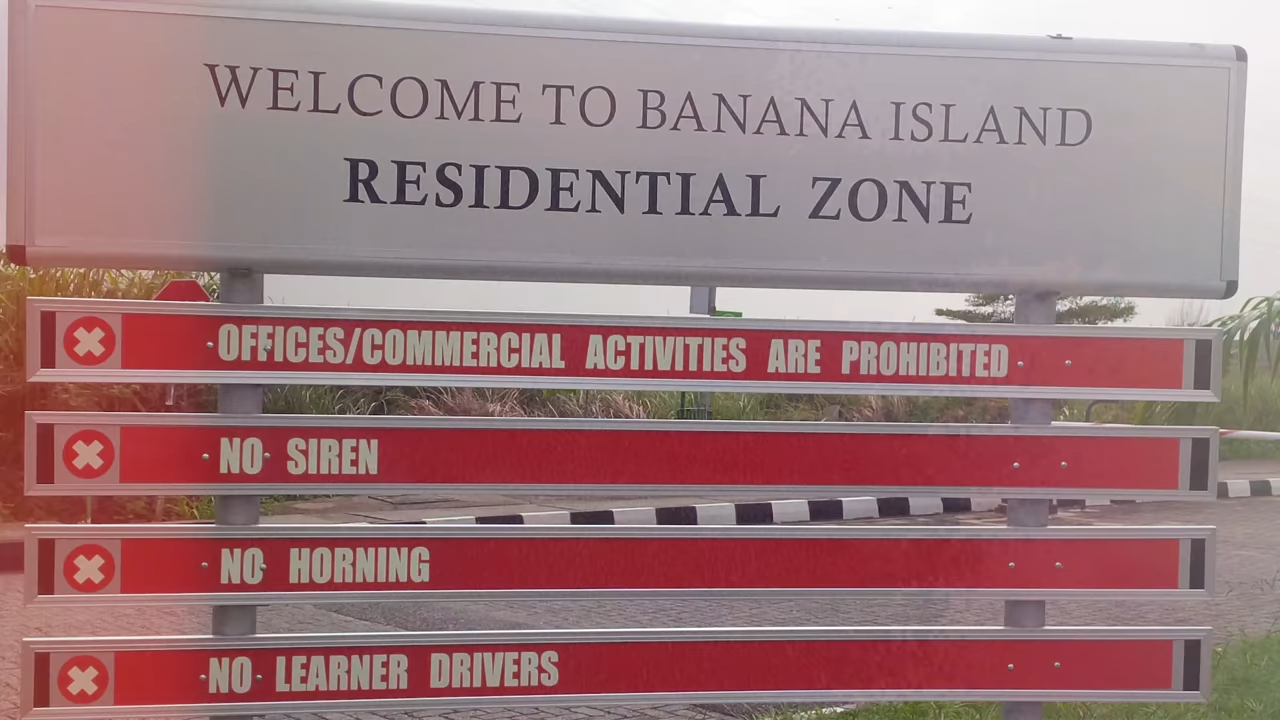 WELCOME TO BANANA ISLAND
RESIDENTIAL ZONE
OFFICES/COMMERCIAL ACTIVITIES ARE PROHIBITED
NO SIREN
NO HORNING
NO LEARNER DRIVERS